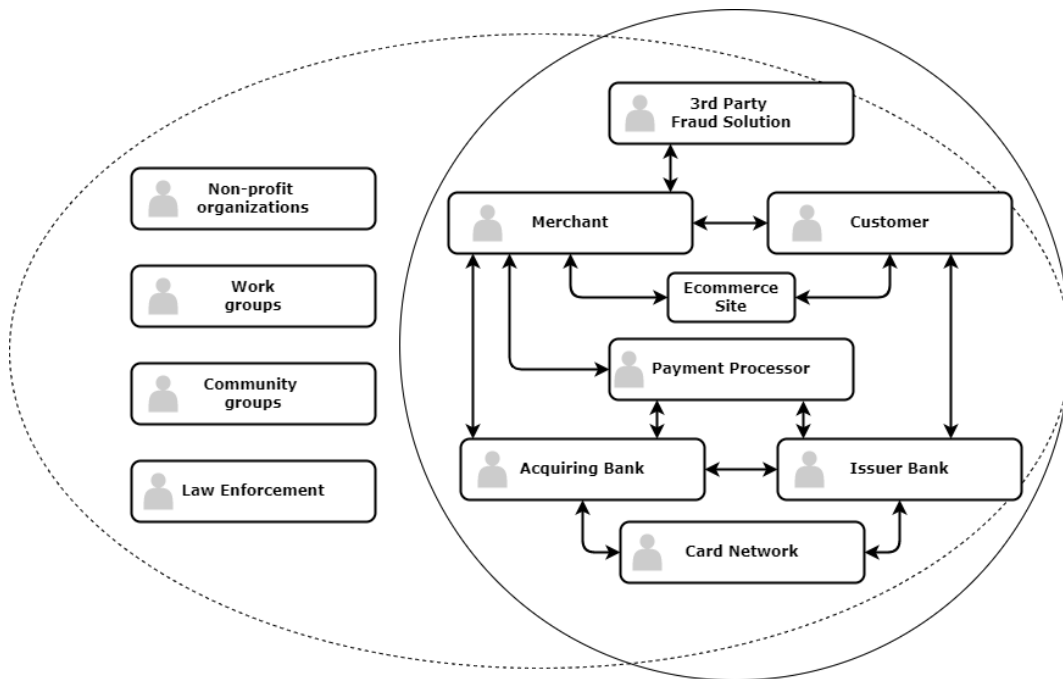 3rd Party
Fraud Solution
Non-profit
organizations
Merchant
Customer
Work
groups
Ecommerce
Site
Community
groups
Payment Processor
Law Enforcement
Acquiring Bank
Issuer Bank
Card Network